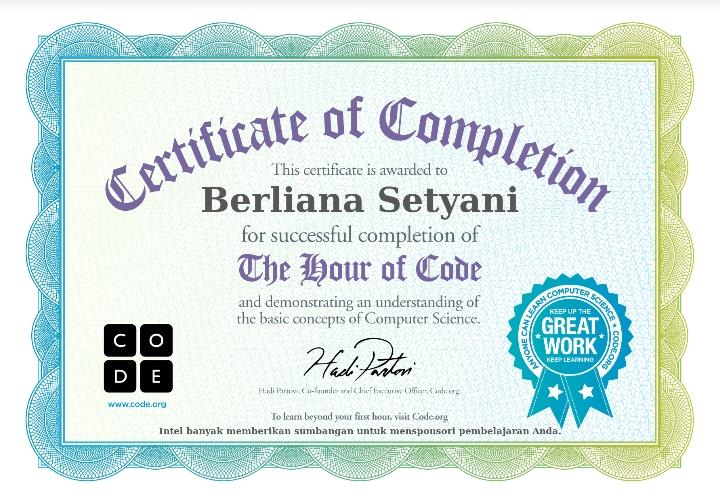 Certificate of Completion
This certificate is awarded to
Berliana Setyani
for successful completion of
The Hour of Code
and demonstrating an understanding of
the basic concepts of Computer Science.
C O
D E
www.code.org
Hadi Partovi
Hadi Partovi, Co-founder and Chief Executive Officer, Code.org
ANYONE CAN LEARN COMPUTER SCIENCE • CODE.ORG
KEEP UP THE
GREAT
WORK
KEEP LEARNING
To learn beyond your first hour, visit Code.org
Intel banyak memberikan sumbangan untuk mensponsori pembelajaran Anda.